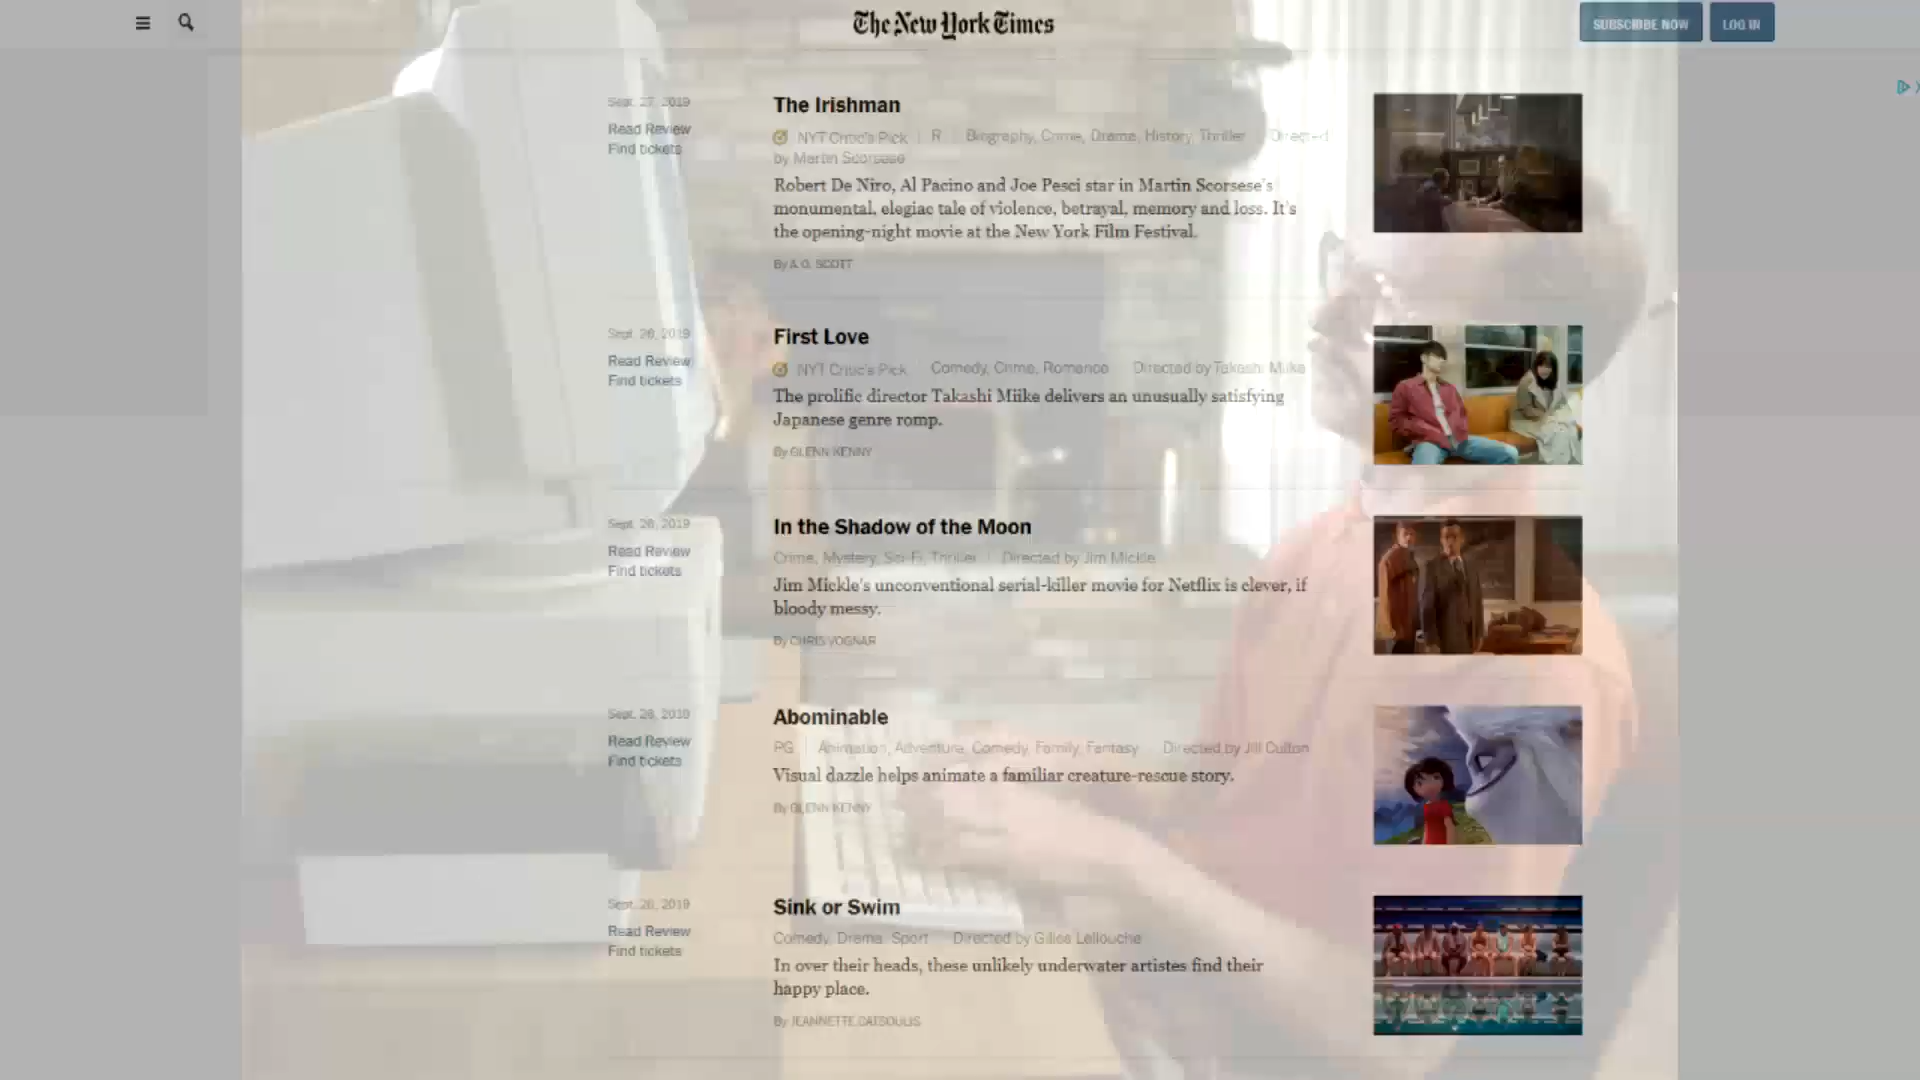 The New York Times
SUBSCRIBE NOW
LOG IN
Sept. 27, 2019
Read Review
Find tickets
The Irishman
NYT Critic's Pick | R | Biography, Crime, Drama, History, Thriller | Directed
by Martin Scorsese
Robert De Niro, Al Pacino and Joe Pesci star in Martin Scorsese's
monumental, elegiac tale of violence, betrayal, memory and loss. It's
the opening-night movie at the New York Film Festival.
By A.O. SCOTT
Sept. 26, 2019
Read Review
Find tickets
First Love
NYT Critic's Pick | Comedy, Crime, Romance | Directed by Takashi Miike
The prolific director Takashi Miike delivers an unusually satisfying
Japanese genre romp.
By GLENN KENNY
Sept. 26, 2019
Read Review
Find tickets
In the Shadow of the Moon
Crime, Mystery, Sci-Fi, Thriller | Directed by Jim Mickle
Jim Mickle's unconventional serial-killer movie for Netflix is clever, if
bloody messy.
By CHRIS VOGNAR
Sept. 26, 2019
Read Review
Find tickets
Abominable
PG | Animation, Adventure, Comedy, Family, Fantasy | Directed by Jill Culton
Visual dazzle helps animate a familiar creature-rescue story.
By GLENN KENNY
Sept. 26, 2019
Read Review
Find tickets
Sink or Swim
Comedy, Drama, Sport | Directed by Gilles Lellouche
In over their heads, these unlikely underwater artistes find their
happy place.
By JEANNETTE CATSOULIS